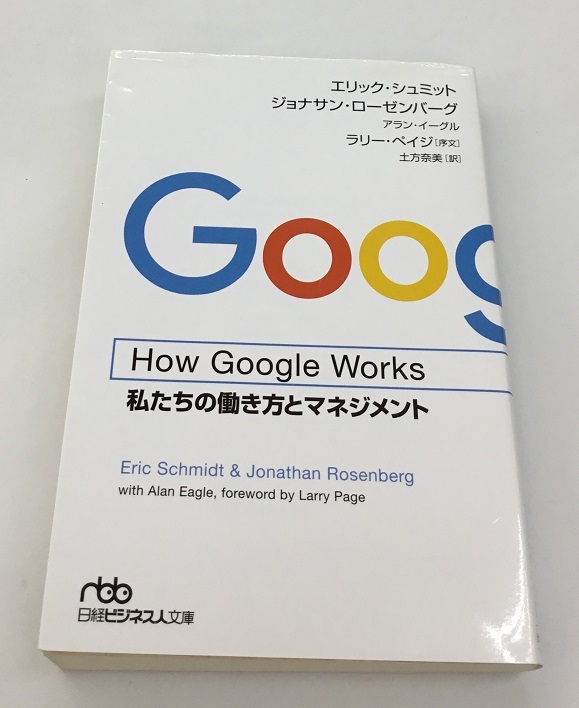 エリック・シュミット
ジョナサン・ローゼンバーグ
アラン・イーグル
ラリー・ペイジ[序文]
土方奈美[訳]
Goog
How Google Works
私たちの働き方とマネジメント
Eric Schmidt & Jonathan Rosenberg
with Alan Eagle, foreword by Larry Page
nbb
日経ビジネス人文庫